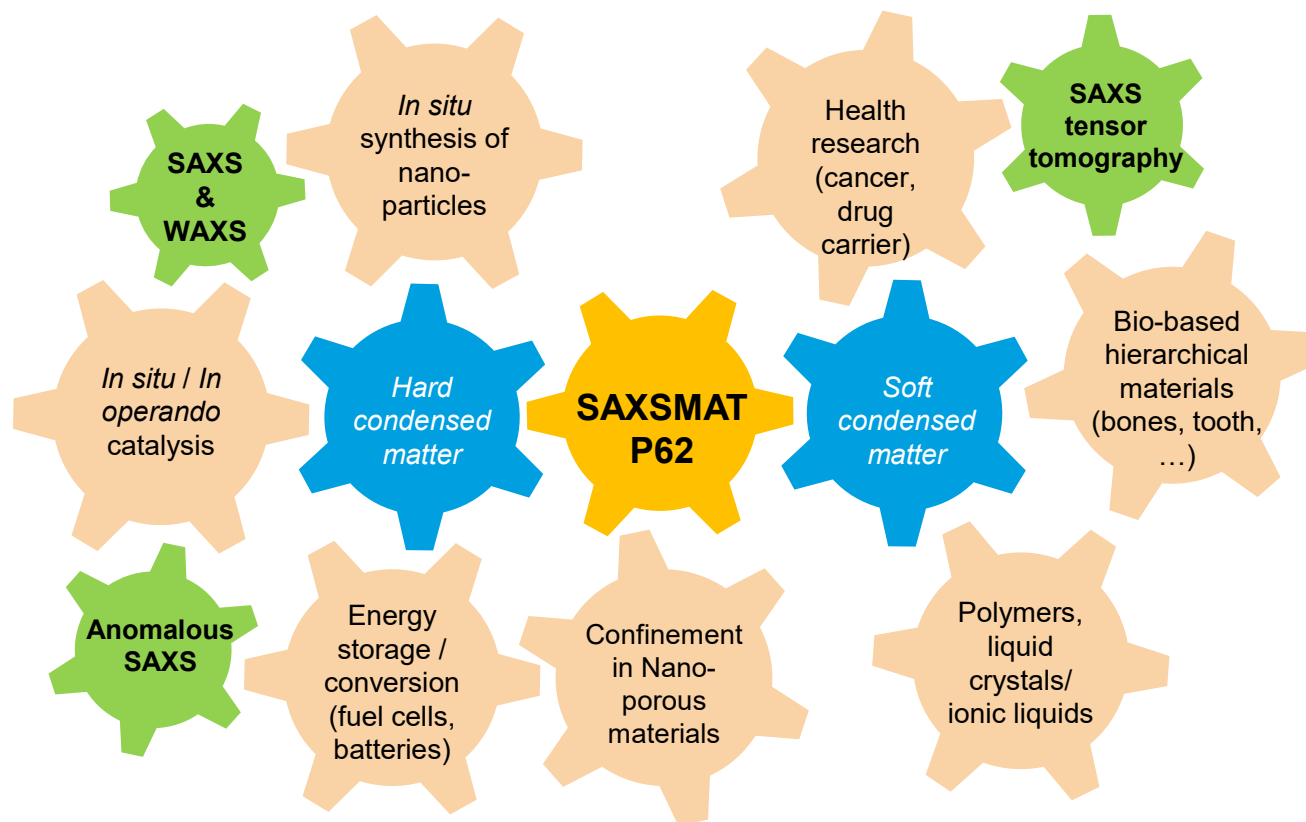 In situ
synthesis of
nano-
particles
Health
research
(cancer,
drug
carrier)
SAXS
tensor
tomography
SAXS
&
WAXS
In situ / In
operando
catalysis
Hard
condensed
matter
SAXSMAT
P62
Soft
condensed
matter
Bio-based
hierarchical
materials
(bones, tooth,
…)
Anomalous
SAXS
Energy
storage /
conversion
(fuel cells,
batteries)
Confinement
in Nano-
porous
materials
Polymers,
liquid
crystals/
ionic liquids